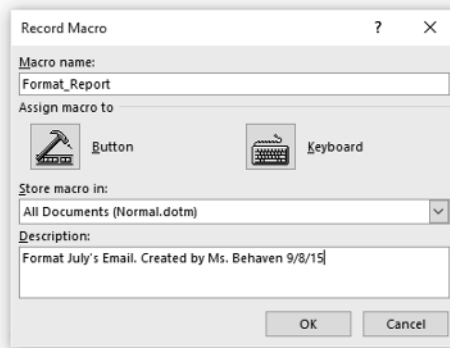 Record Macro ?
Macro name:
Format_Report
Assign macro to
Button Keyboard
Store macro in:
All Documents (Normal.dotm)
Description:
Format July's Email. Created by Ms. Behaven 9/8/15
OK Cancel